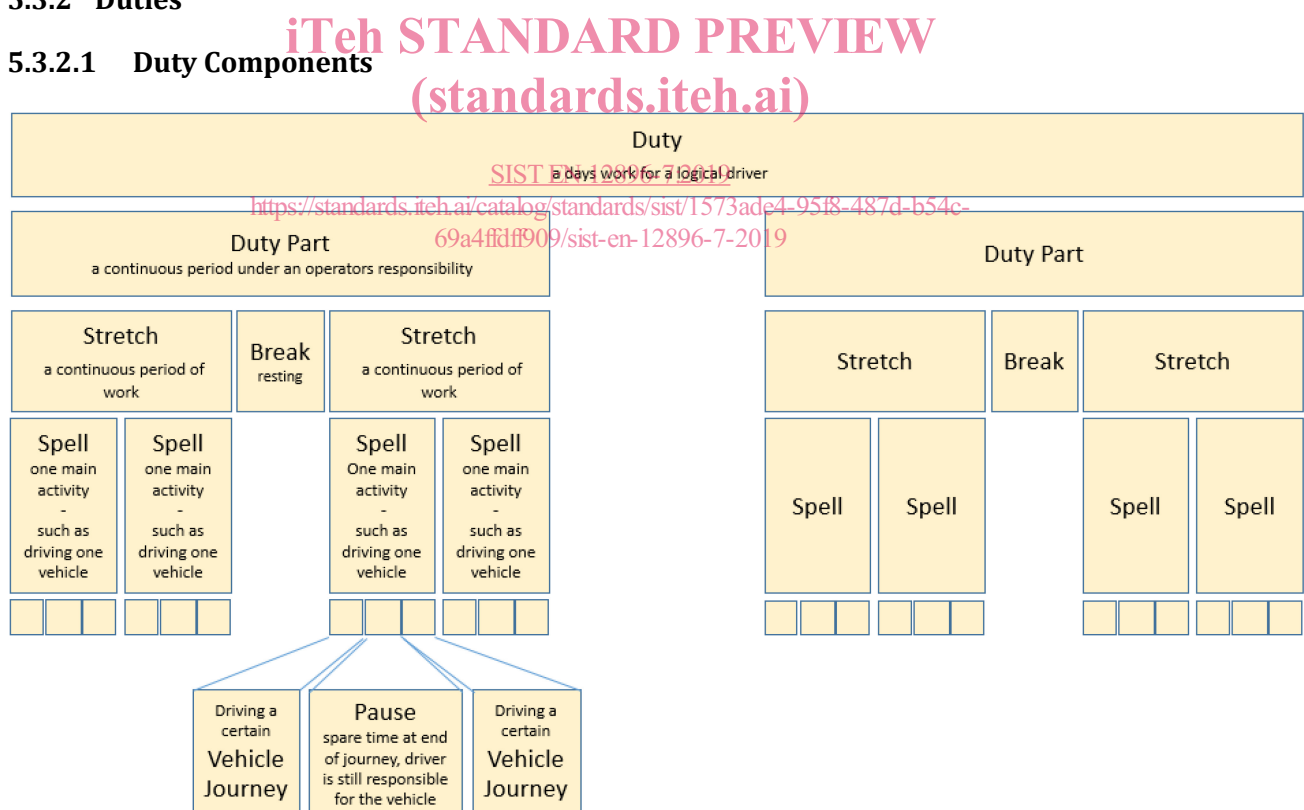 5.3.2 Duties
iTeh STANDARD PREVIEW
5.3.2.1 Duty Components
(standards.iteh.ai)
Duty
SIST EN 12896-7:2019
a days work for a logical driver
https://standards.iteh.ai/catalog/standards/sist/1573ade4-95f8-487d-b54c-
69a4ffdff909/sist-en-12896-7-2019
Duty Part
a continuous period under an operators responsibility
Duty Part
Stretch
a continuous period of
work
Break
resting
Stretch
a continuous period of
work
Stretch
Break
Stretch
Spell
one main
activity
-
such as
driving one
vehicle
Spell
one main
activity
-
such as
driving one
vehicle
Spell
One main
activity
-
such as
driving one
vehicle
Spell
one main
activity
-
such as
driving one
vehicle
Spell
Spell
Spell
Spell
Driving a
certain
Vehicle
Journey
Pause
spare time at end
of journey, driver
is still responsible
for the vehicle
Driving a
certain
Vehicle
Journey